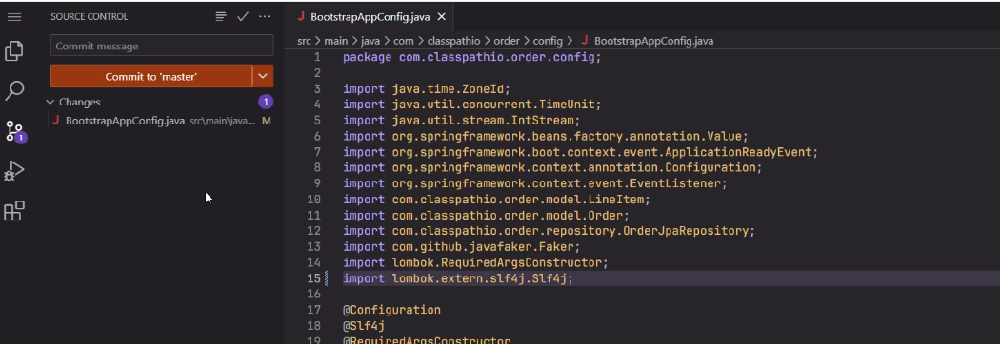 SOURCE CONTROL
Commit message
Commit to 'master'
Changes 1
BootstrapAppConfig.java src\main\java... M
1
BootstrapAppConfig.java
src > main > java > com > classpathio > order > config > BootstrapAppConfig.java
1 package com.classpathio.order.config;
2
3 import java.time.ZoneId;
4 import java.util.concurrent.TimeUnit;
5 import java.util.stream.IntStream;
6 import org.springframework.beans.factory.annotation.Value;
7 import org.springframework.boot.context.event.ApplicationReadyEvent;
8 import org.springframework.context.annotation.Configuration;
9 import org.springframework.context.event.EventListener;
10 import com.classpathio.order.model.LineItem;
11 import com.classpathio.order.model.Order;
12 import com.classpathio.order.repository.OrderJpaRepository;
13 import com.github.javafaker.Faker;
14 import lombok.RequiredArgsConstructor;
15 import lombok.extern.slf4j.Slf4j;
16
17 @Configuration
18 @Slf4j
19 @RequiredArgsConstructor